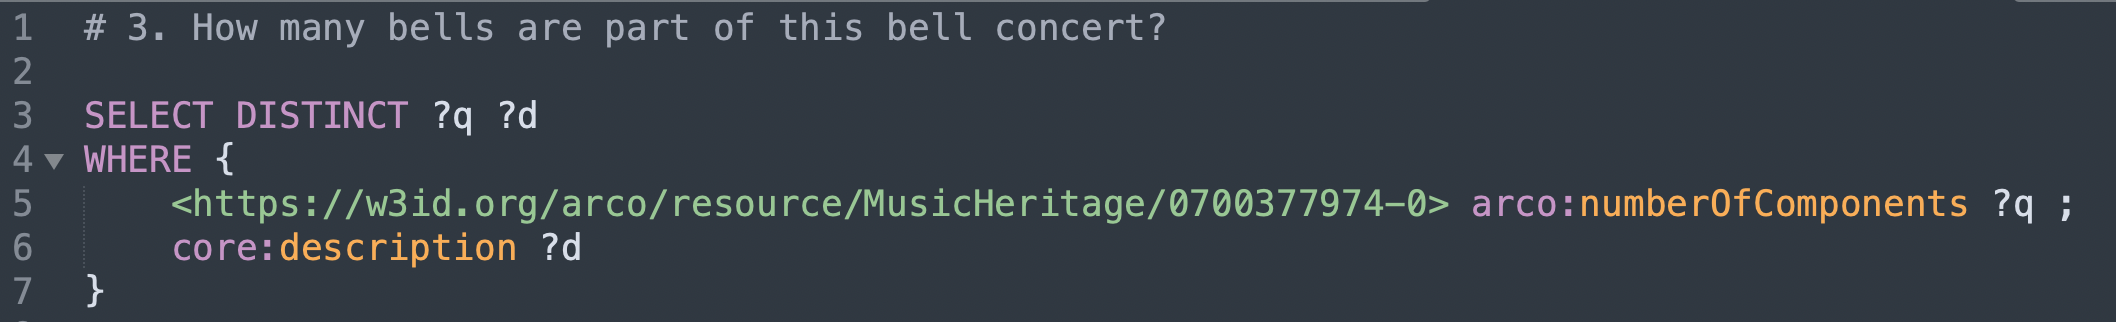 1 # 3. How many bells are part of this bell concert?
2
3 SELECT DISTINCT ?q ?d
4 WHERE {
5 <https://w3id.org/arco/resource/MusicHeritage/0700377974-0> arco:numberOfComponents ?q ;
6 core:description ?d
7 }